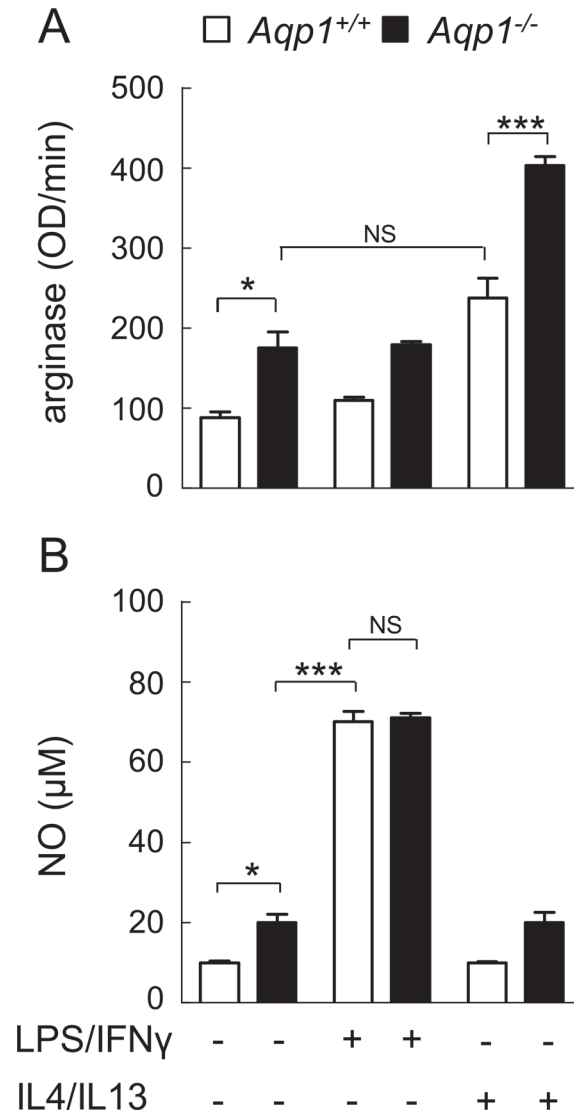 A □ Aqp1+/+ ■ Aqp1-/-
500
400
300
200
100
0
arginase (OD/min)
*
NS
***
B
100
80
60
40
20
0
NO (µM)
*
***
NS
LPS/IFNγ - - + + - -
IL4/IL13 - - - - + +